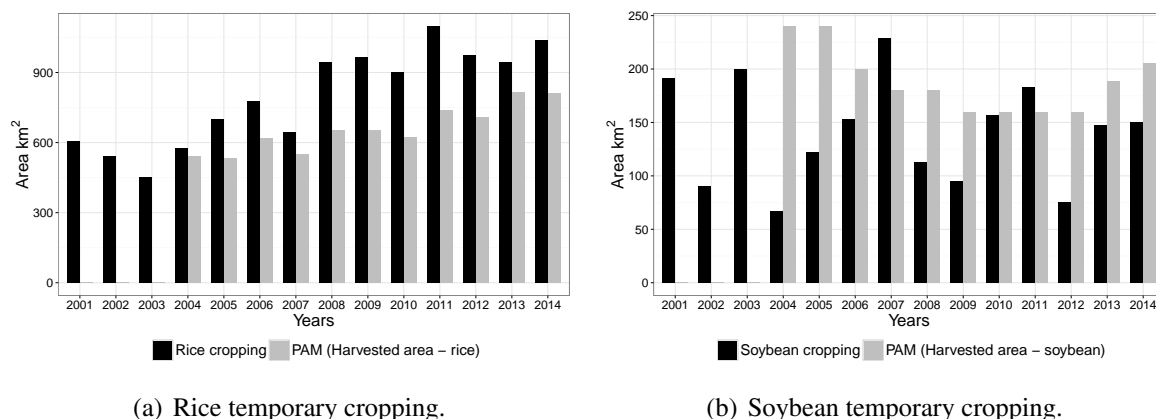 900
600
300
0
Area km²
2001 2002 2003 2004 2005 2006 2007 2008 2009 2010 2011 2012 2013 2014
Years
Rice cropping PAM (Harvested area − rice)
(a) Rice temporary cropping.
250
200
150
100
50
0
Area km²
2001 2002 2003 2004 2005 2006 2007 2008 2009 2010 2011 2012 2013 2014
Years
Soybean cropping PAM (Harvested area − soybean)
(b) Soybean temporary cropping.